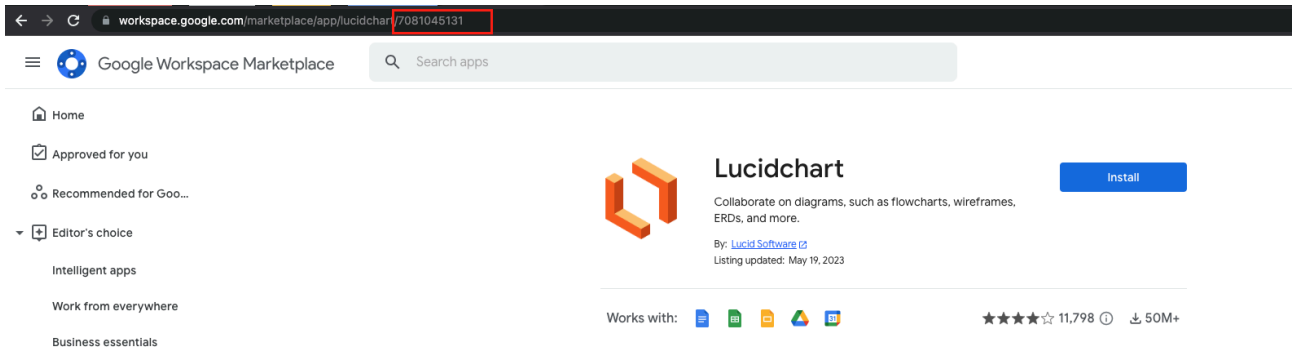 workspace.google.com/marketplace/app/lucidchart/7081045131
Google Workspace Marketplace
Search apps
Home
Approved for you
Recommended for Goo...
Editor's choice
Intelligent apps
Work from everywhere
Business essentials
Lucidchart
Install
Collaborate on diagrams, such as flowcharts, wireframes,
ERDs, and more.
By: Lucid Software
Listing updated: May 19, 2023
Works with:
31
11,798
50M+